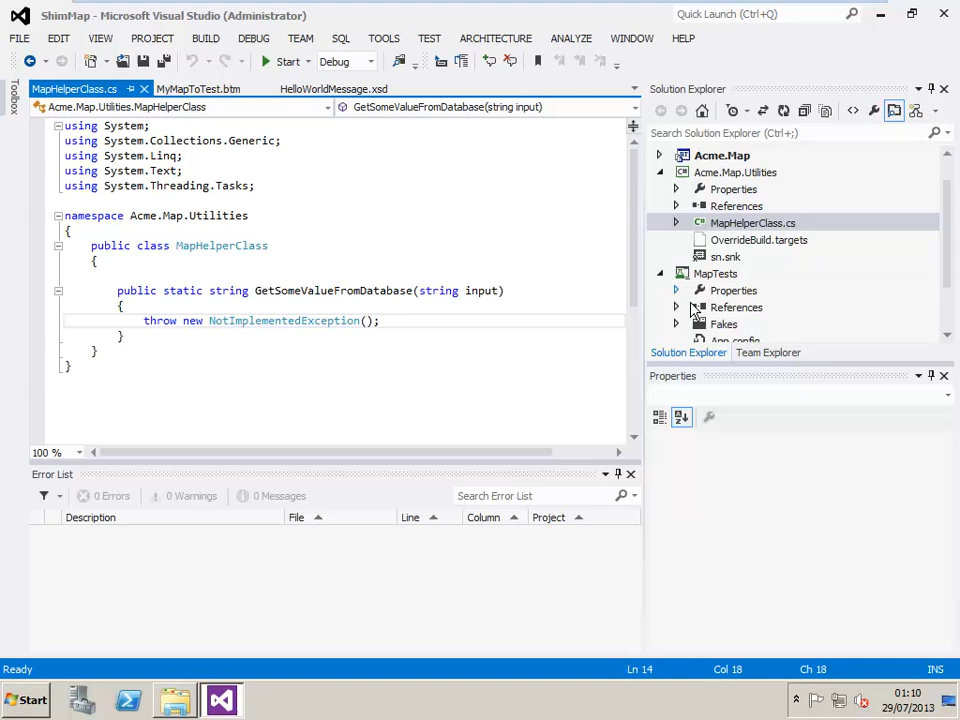 ShimMap - Microsoft Visual Studio (Administrator)
Quick Launch (Ctrl+Q)
FILE EDIT VIEW PROJECT BUILD DEBUG TEAM SQL TOOLS TEST ARCHITECTURE ANALYZE WINDOW HELP
Start Debug
Toolbox
MapHelperClass.cs MyMapToTest.btm HelloWorldMessage.xsd
Acme.Map.Utilities.MapHelperClass GetSomeValueFromDatabase(string input)
using System;
using System.Collections.Generic;
using System.Linq;
using System.Text;
using System.Threading.Tasks;
namespace Acme.Map.Utilities
{
public class MapHelperClass
{
public static string GetSomeValueFromDatabase(string input)
{
throw new NotImplementedException();
}
}
}
100 %
Error List
0 Errors 0 Warnings 0 Messages Search Error List
Description File Line Column Project
Solution Explorer
Search Solution Explorer (Ctrl+;)
Acme.Map
C# Acme.Map.Utilities
Properties
References
C# MapHelperClass.cs
OverrideBuild.targets
sn.snk
MapTests
Properties
References
Fakes
App.config
Solution Explorer Team Explorer
Properties
Ready Ln 14 Col 18 Ch 18 INS
Start
01:10
29/07/2013